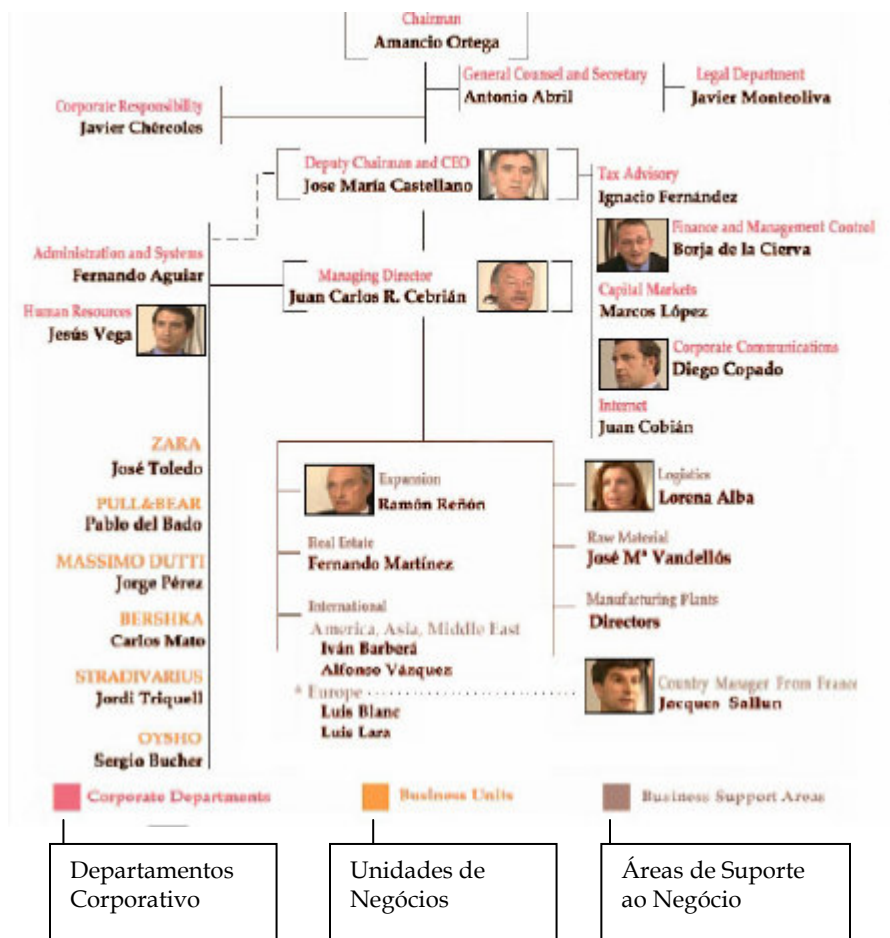 Chairman
Amancio Ortega
General Counsel and Secretary
Antonio Abril
Legal Department
Javier Monteoliva
Corporate Responsibility
Javier Chércoles
Deputy Chairman and CEO
Jose María Castellano
Tax Advisory
Ignacio Fernández
Finance and Management Control
Borja de la Cierva
Administration and Systems
Fernando Aguiar
Managing Director
Juan Carlos R. Cebrián
Capital Markets
Marcos López
Human Resources
Jesús Vega
Corporate Communications
Diego Copado
Internet
Juan Cobián
ZARA
José Toledo
PULL&BEAR
Pablo del Bado
MASSIMO DUTTI
Jorge Pérez
BERSHKA
Carlos Mato
STRADIVARIUS
Jordi Triquell
OYSHO
Sergio Bucher
Expansion
Ramón Reñón
Real Estate
Fernando Martínez
International
America, Asia, Middle East
Iván Barberá
Alfonso Vázquez
* Europe
Luis Blanc
Luis Lara
Logistics
Lorena Alba
Raw Material
José Mª Vandellós
Manufacturing Plants
Directors
Country Manager From France
Jacques Sallun
Corporate Departments
Business Units
Business Support Areas
Departamentos
Corporativo
Unidades de
Negócios
Áreas de Suporte
ao Negócio